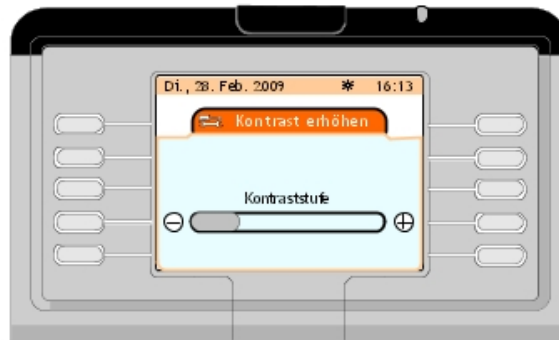 Di., 28. Feb. 2009 16:13
Kontrast erhöhen
Kontraststufe